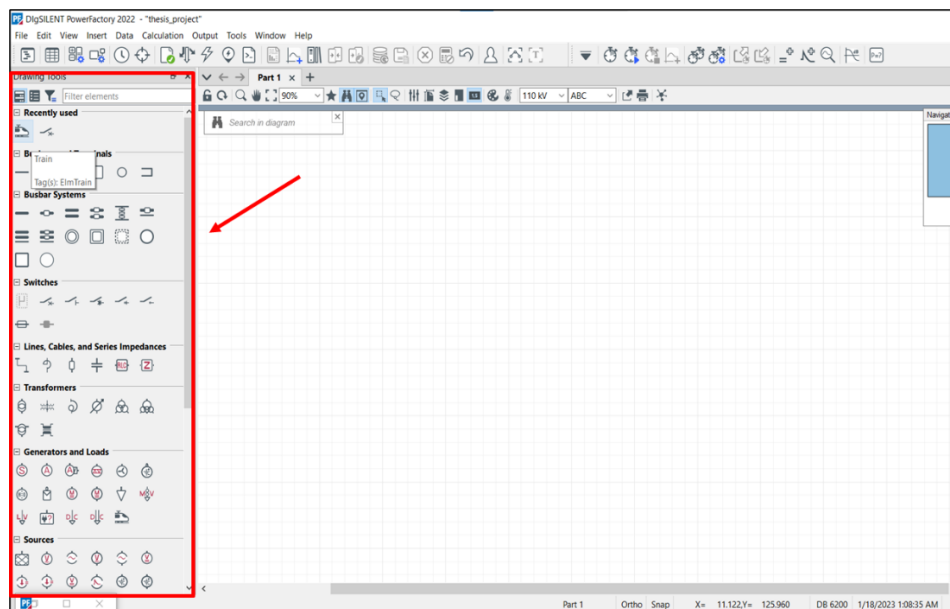 DIgSILENT PowerFactory 2022 - "thesis_project"
File Edit View Insert Data Calculation Output Tools Window Help
Drawing Tools
Part 1
Filter elements
90%
110 kV
ABC
Recently used
Search in diagram
Navigat
Train
Tag(s): ElmTrain
Busbar Systems
Switches
Lines, Cables, and Series Impedances
Transformers
Generators and Loads
Sources
Part 1 Ortho Snap X= 11.122,Y= 125.960 DB 6200 1/18/2023 1:08:35 AM